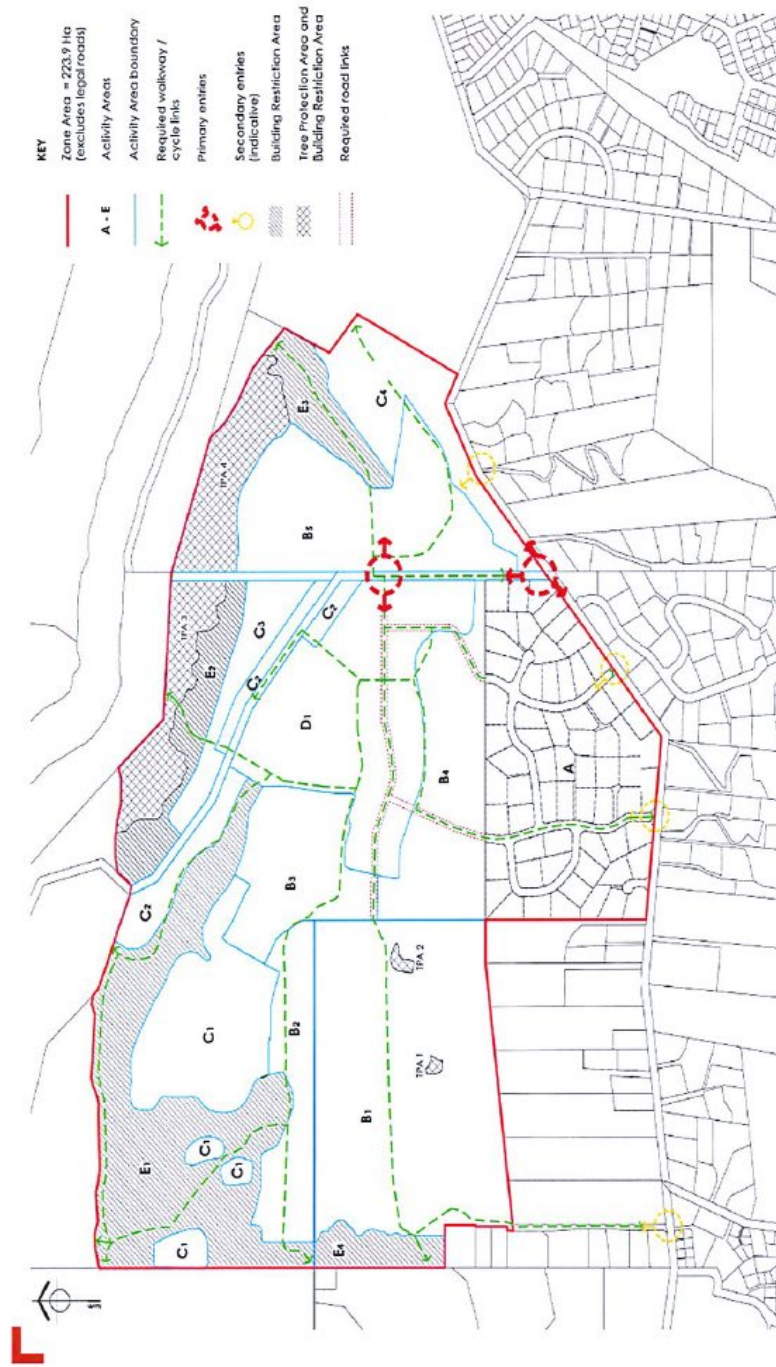 KEY
Zone Area = 223.9 Ha
(excludes legal roads)
A - E
Activity Areas
Activity Area boundary
Required walkway /
cycle links
Primary entries
Secondary entries
(indicative)
Building Restriction Area
Tree Protection Area and
Building Restriction Area
Required road links
C1
E1
C1
C1
C1
C2
E4
B1
B2
TPA 1
TPA 2
B3
TPA 3
E2
C3
C2
C2
D1
B4
A
TPA 4
B5
E3
C4